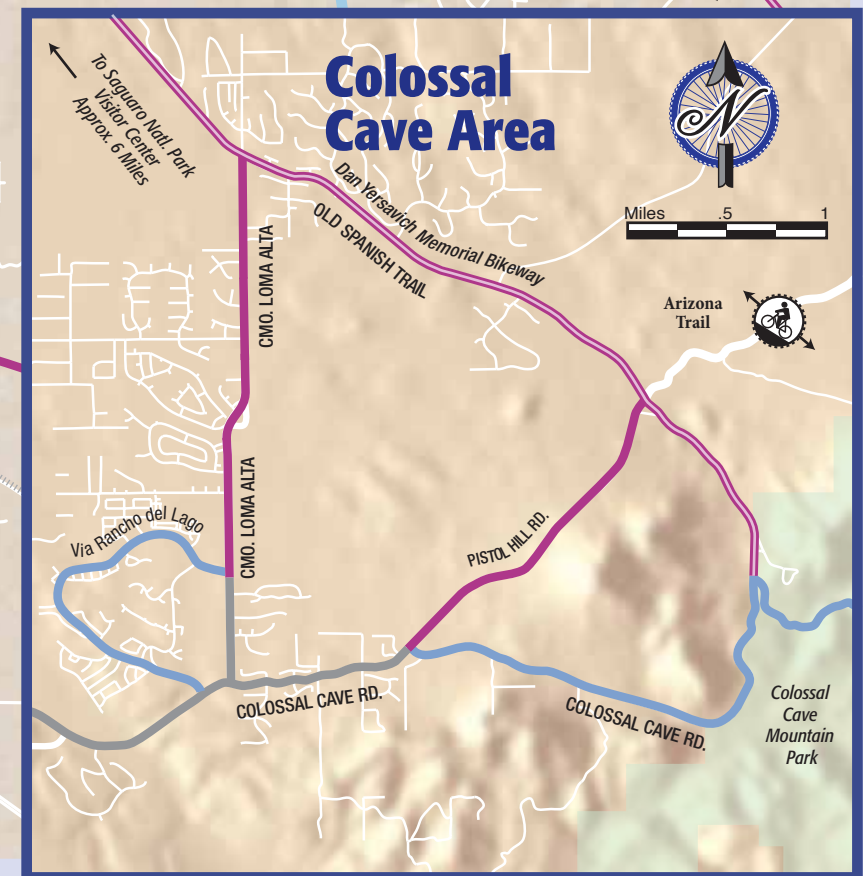 To Saguaro Natl. Park
Visitor Center
Approx. 6 Miles
Colossal
Cave Area
N
Miles .5 1
Dan Yersavich Memorial Bikeway
OLD SPANISH TRAIL
CMO. LOMA ALTA
Arizona
Trail
CMO. LOMA ALTA
Via Rancho del Lago
PISTOL HILL RD.
COLOSSAL CAVE RD.
COLOSSAL CAVE RD.
Colossal
Cave
Mountain
Park